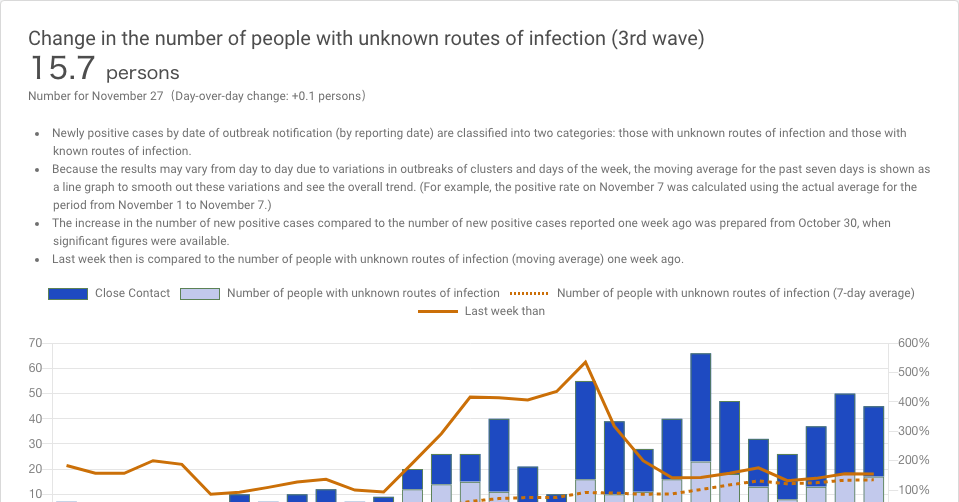 Change in the number of people with unknown routes of infection (3rd wave)
15.7 persons
Number for November 27（Day-over-day change: +0.1 persons）
Newly positive cases by date of outbreak notification (by reporting date) are classified into two categories: those with unknown routes of infection and those with
known routes of infection.
Because the results may vary from day to day due to variations in outbreaks of clusters and days of the week, the moving average for the past seven days is shown as
a line graph to smooth out these variations and see the overall trend. (For example, the positive rate on November 7 was calculated using the actual average for the
period from November 1 to November 7.)
The increase in the number of new positive cases compared to the number of new positive cases reported one week ago was prepared from October 30, when
significant figures were available.
Last week then is compared to the number of people with unknown routes of infection (moving average) one week ago.
Close Contact Number of people with unknown routes of infection Number of people with unknown routes of infection (7-day average)
Last week than
70 600%
60 500%
50 400%
40 300%
30 200%
20 100%
10